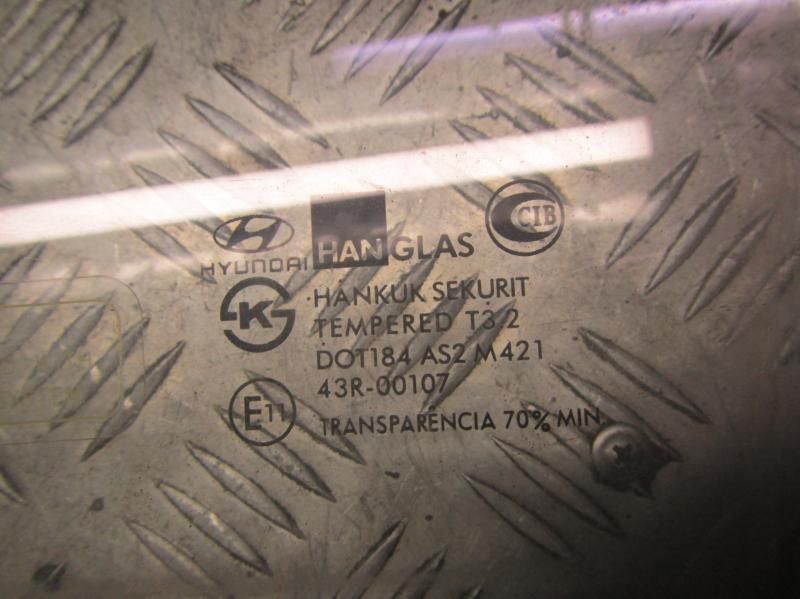 HYUNDAI HANGLAS CIB
K HANKUK SEKURIT
TEMPERED T3.2
DOT184 AS2 M421
43R-00107
E11 TRANSPARENCIA 70% MIN.